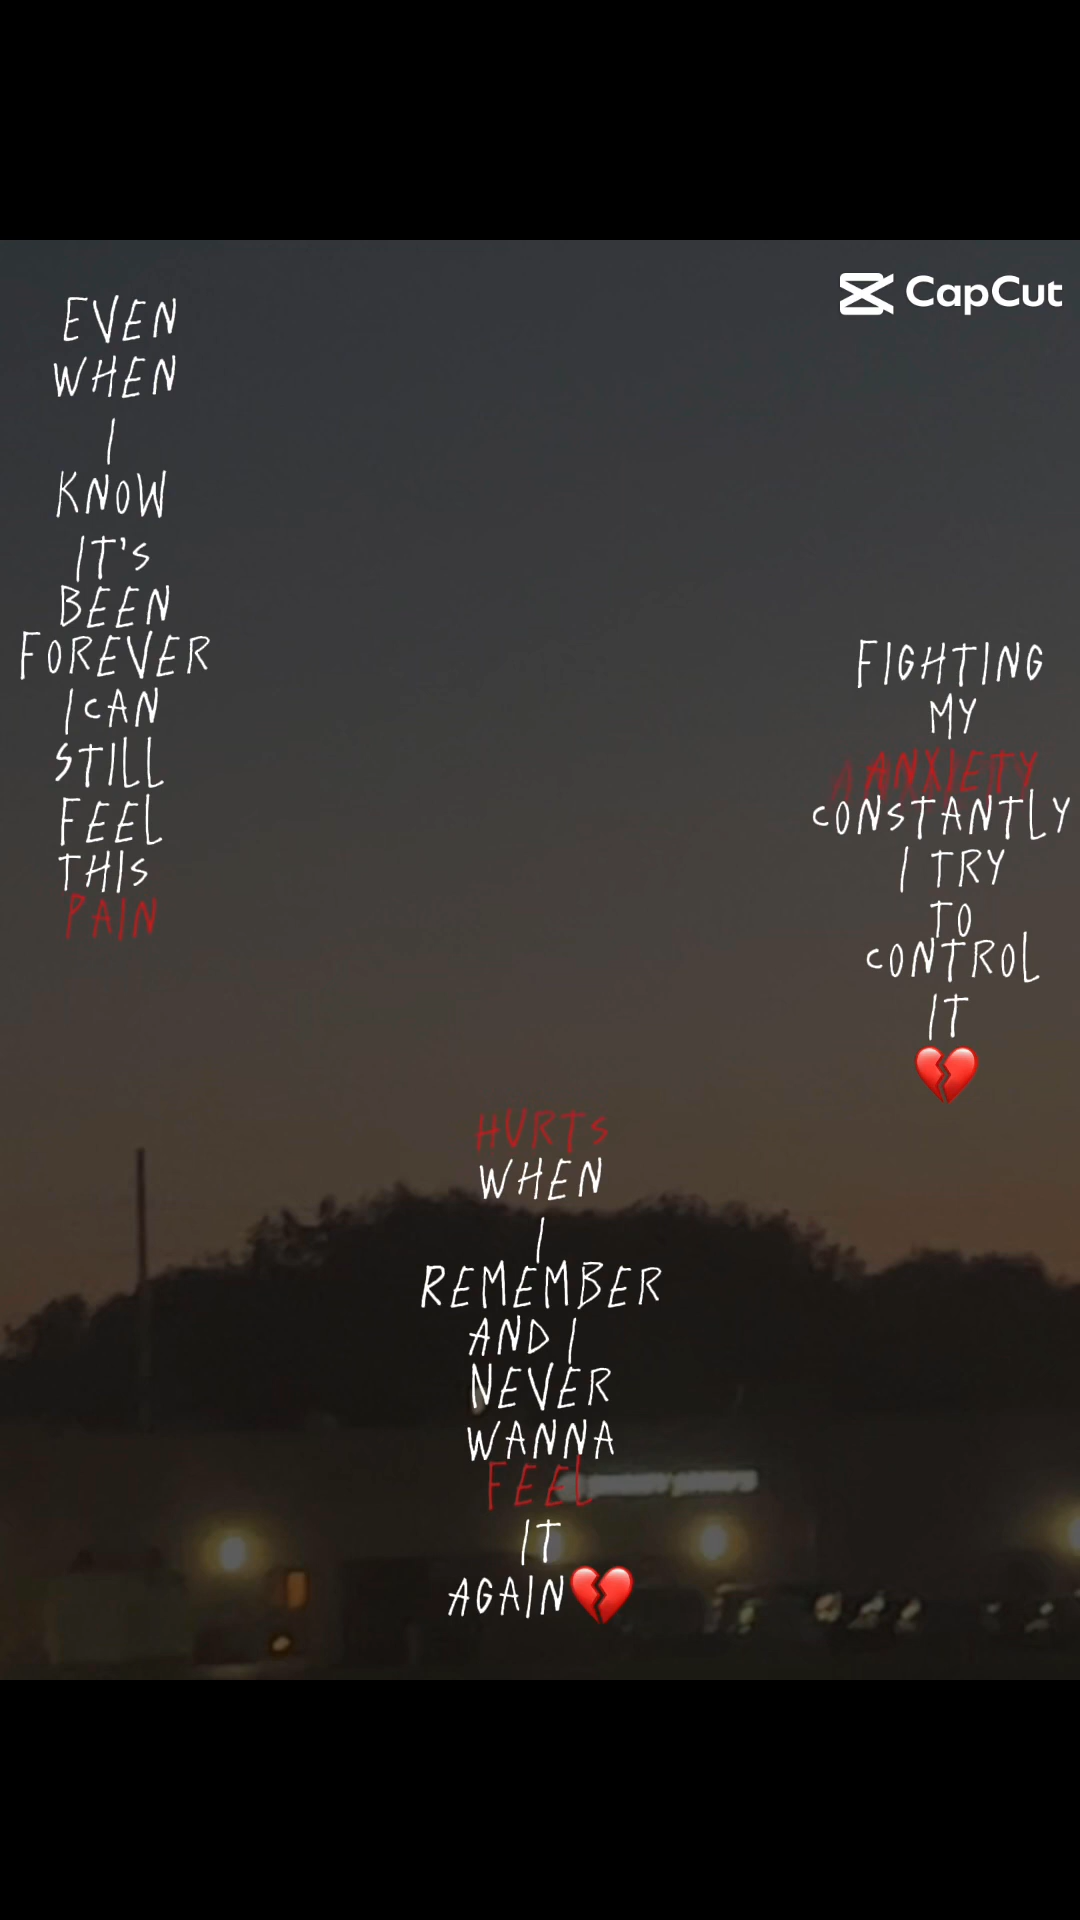 CapCut
EVEN
WHEN
I
KNOW
IT'S
BEEN
FOREVER
I CAN
STILL
FEEL
THIS
PAIN
FIGHTING
MY
ANXIETY
CONSTANTLY
I TRY
TO
CONTROL
IT
💔
HURTS
WHEN
I
REMEMBER
AND I
NEVER
WANNA
FEEL
IT
AGAIN💔